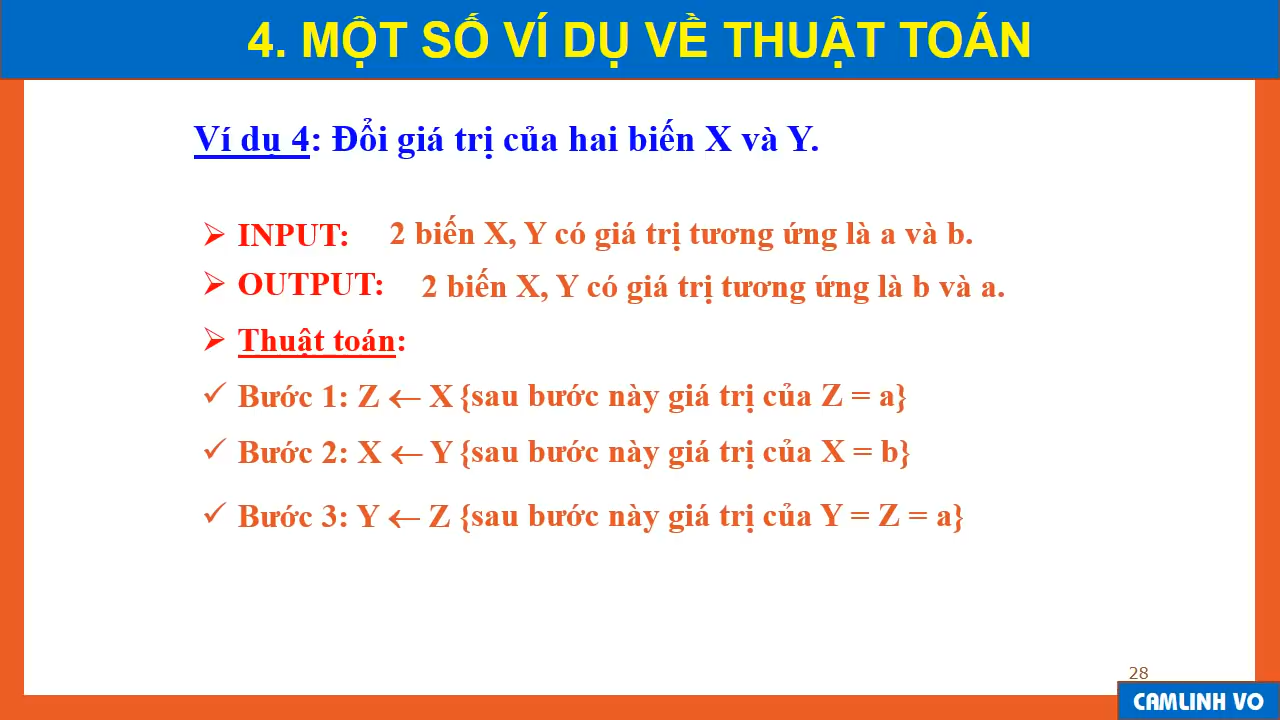 4. MỘT SỐ VÍ DỤ VỀ THUẬT TOÁN
Ví dụ 4: Đổi giá trị của hai biến X và Y.
INPUT: 2 biến X, Y có giá trị tương ứng là a và b.
OUTPUT: 2 biến X, Y có giá trị tương ứng là b và a.
Thuật toán:
Bước 1: Z ← X {sau bước này giá trị của Z = a}
Bước 2: X ← Y {sau bước này giá trị của X = b}
Bước 3: Y ← Z {sau bước này giá trị của Y = Z = a}
28
CAMLINH VO